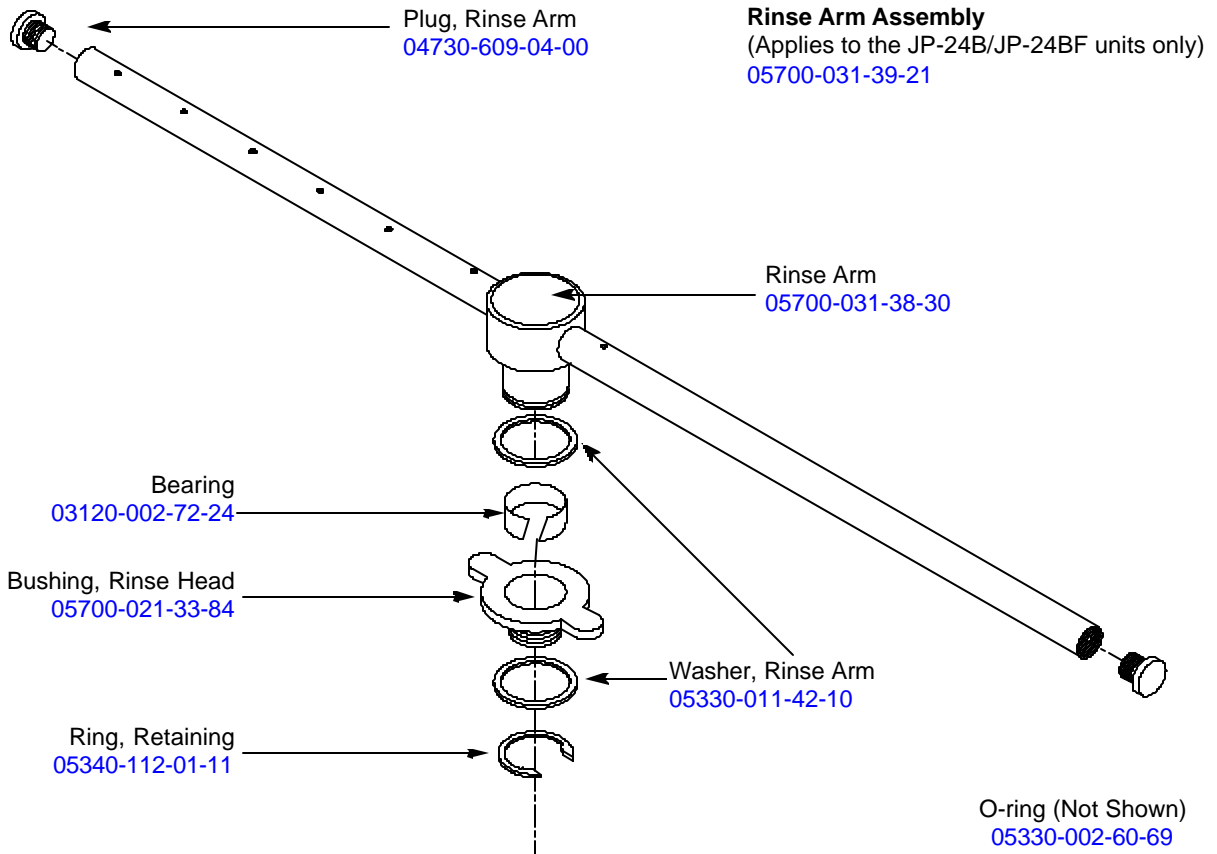 Plug, Rinse Arm
04730-609-04-00
Rinse Arm Assembly
(Applies to the JP-24B/JP-24BF units only)
05700-031-39-21
Rinse Arm
05700-031-38-30
Bearing
03120-002-72-24
Bushing, Rinse Head
05700-021-33-84
Washer, Rinse Arm
05330-011-42-10
Ring, Retaining
05340-112-01-11
O-ring (Not Shown)
05330-002-60-69